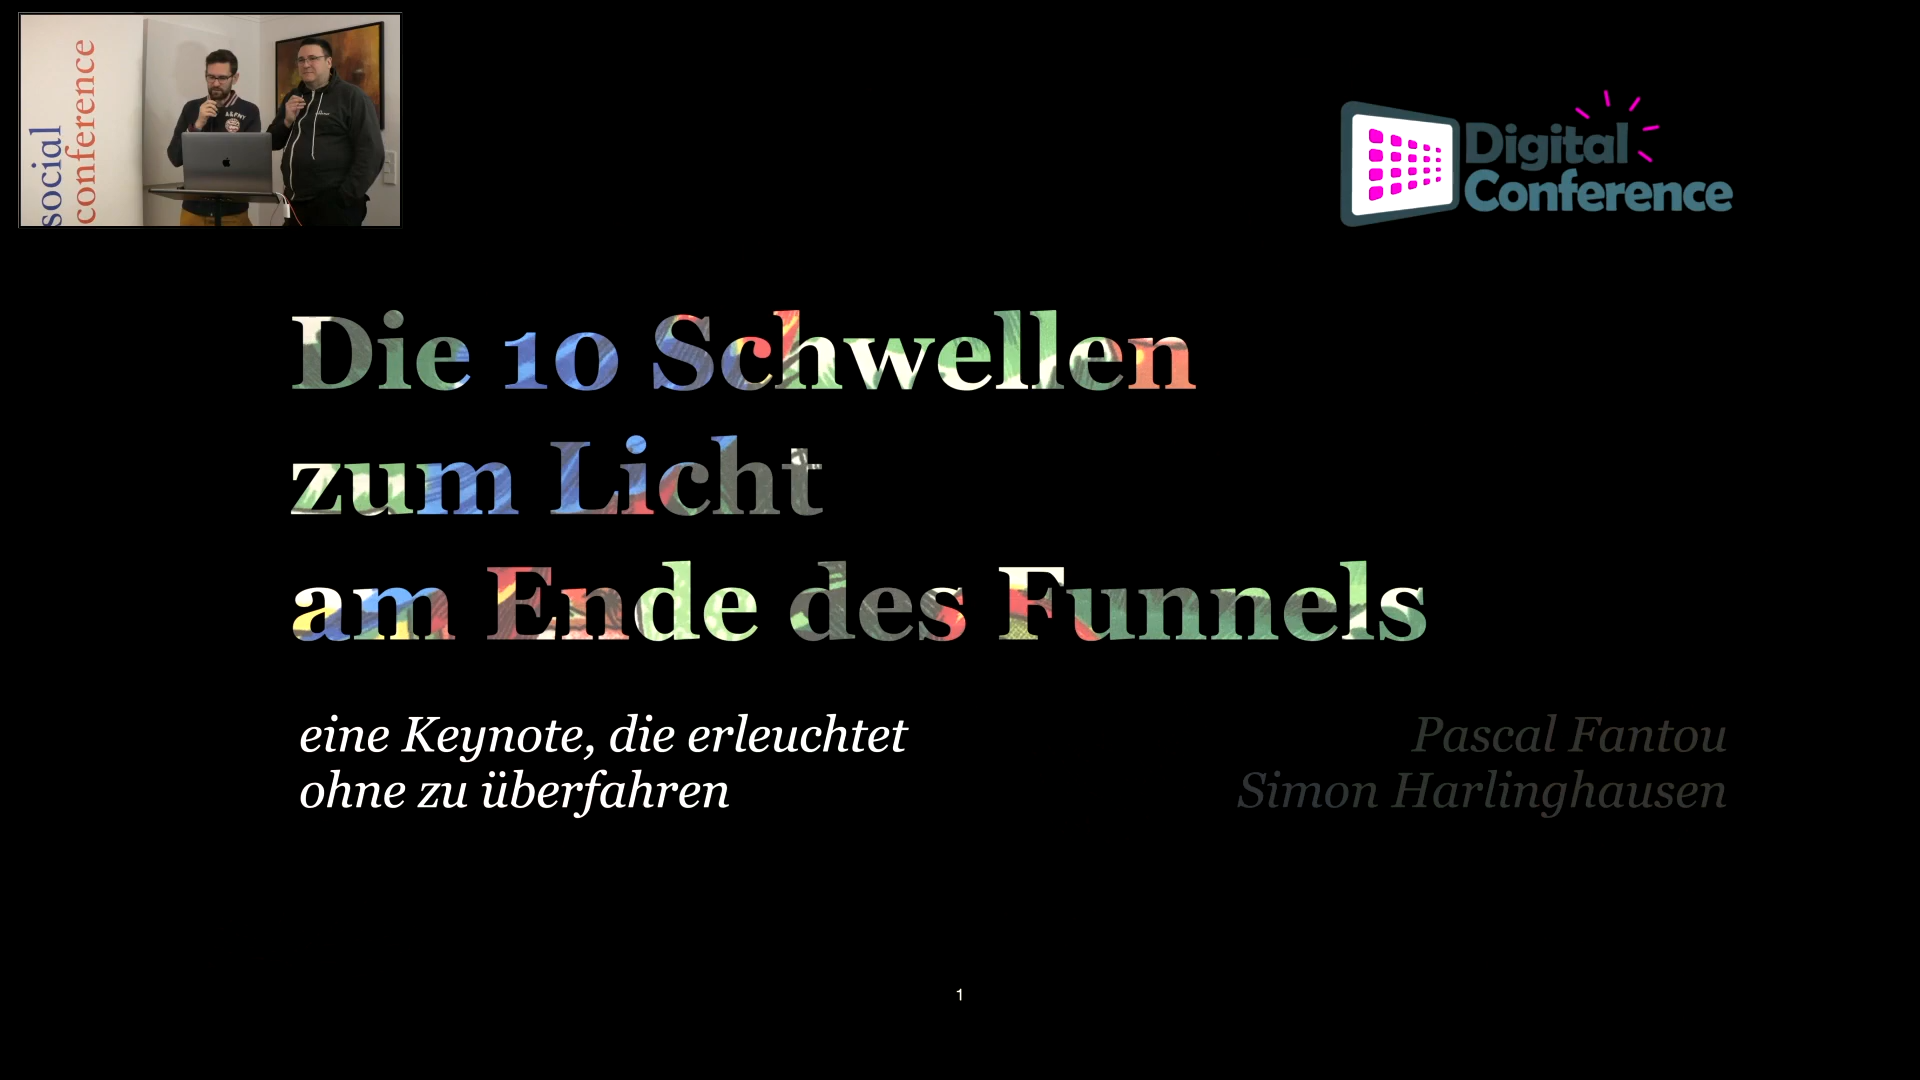 social
conference
Digital
Conference
Die 10 Schwellen
zum Licht
am Ende des Funnels
eine Keynote, die erleuchtet
ohne zu überfahren
Pascal Fantou
Simon Harlinghausen
1